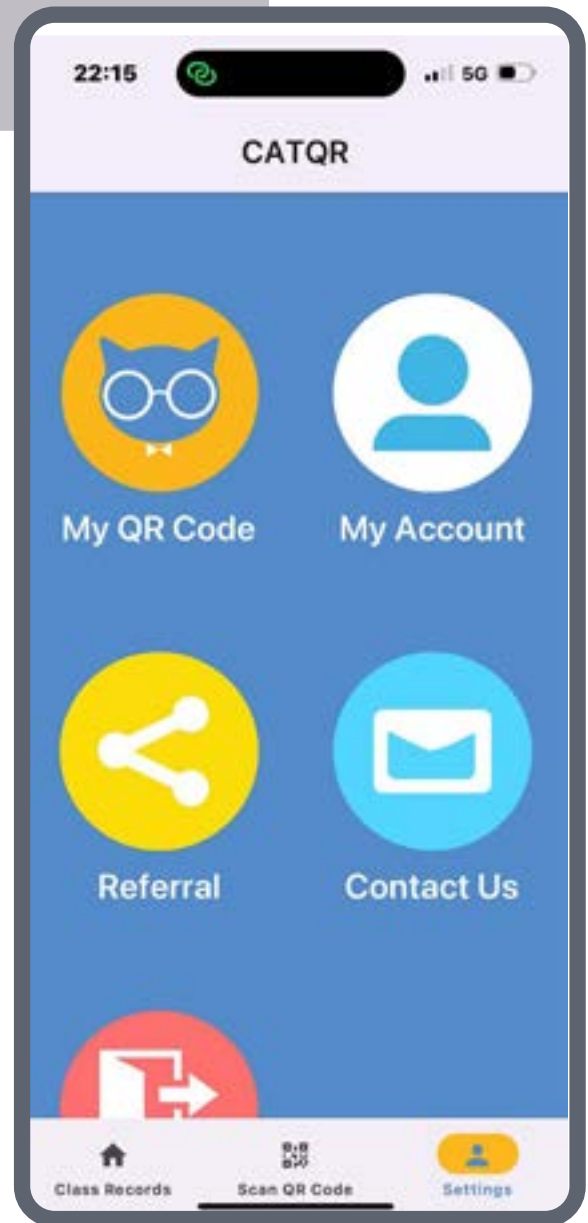 22:15 5G
CATQR
My QR Code My Account
Referral Contact Us
Class Records Scan QR Code Settings